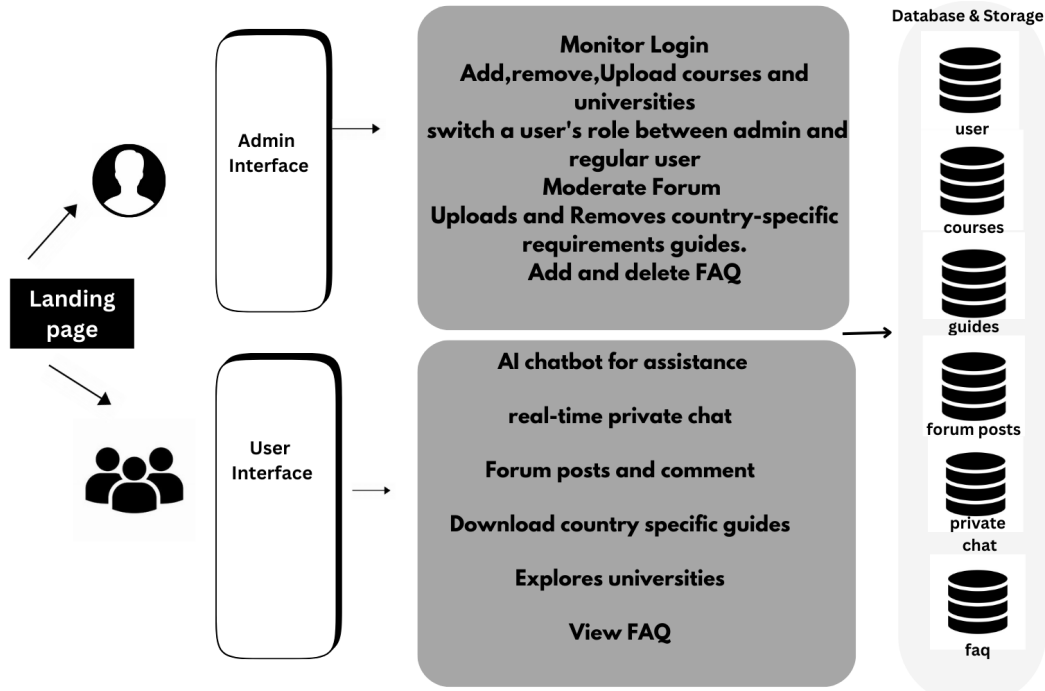 Landing
page
Admin
Interface
Monitor Login
Add,remove,Upload courses and
universities
switch a user's role between admin and
regular user
Moderate Forum
Uploads and Removes country-specific
requirements guides.
Add and delete FAQ
User
Interface
AI chatbot for assistance
real-time private chat
Forum posts and comment
Download country specific guides
Explores universities
View FAQ
Database & Storage
user
courses
guides
forum posts
private
chat
faq